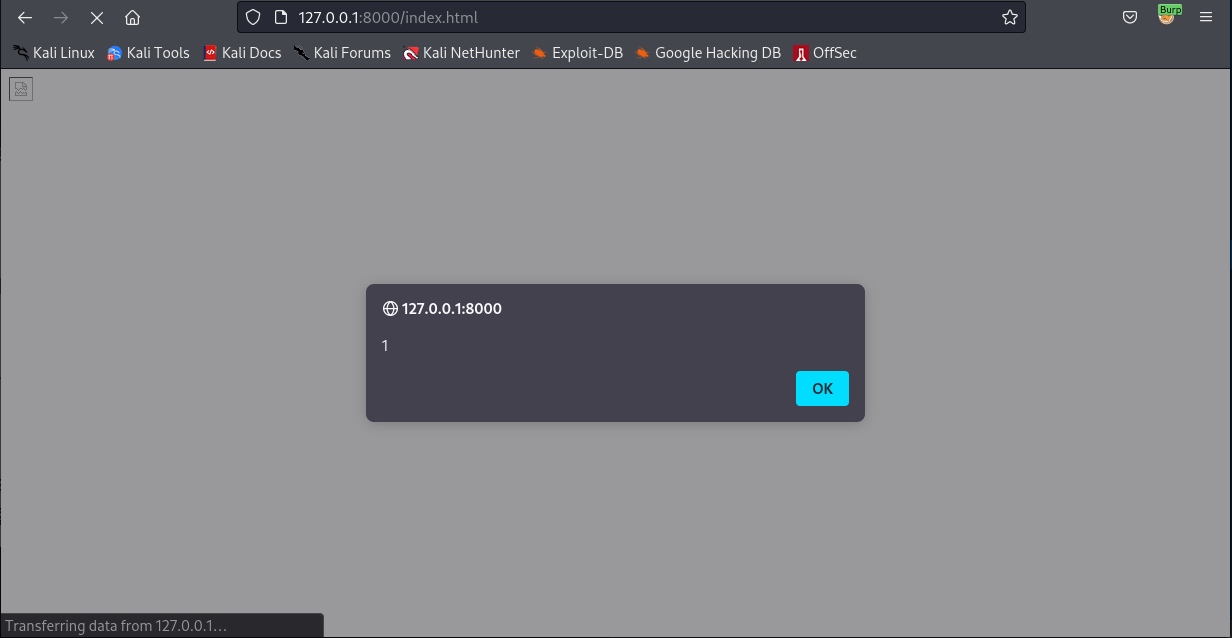 Burp
127.0.0.1:8000/index.html
Kali Linux Kali Tools Kali Docs Kali Forums Kali NetHunter Exploit-DB Google Hacking DB OffSec
127.0.0.1:8000
1
OK
Transferring data from 127.0.0.1…